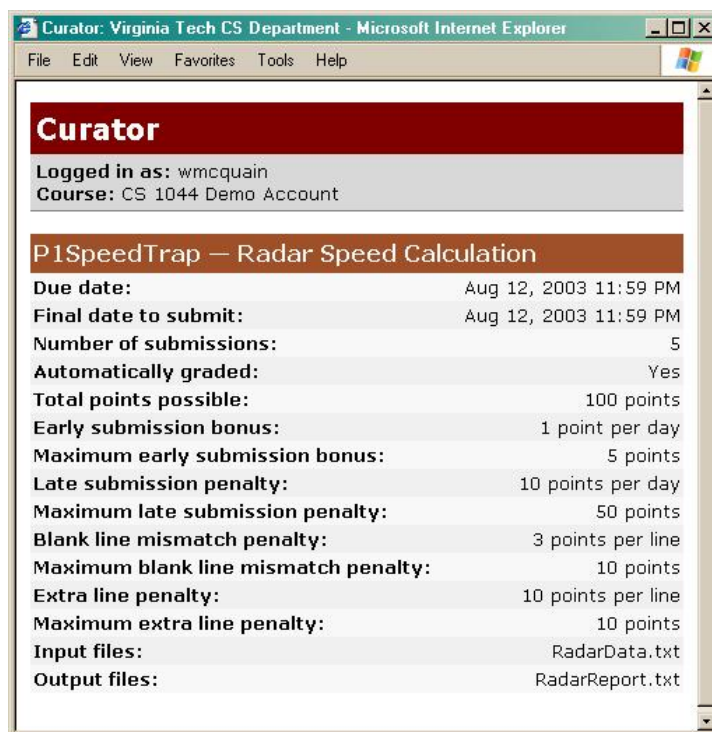 Curator: Virginia Tech CS Department - Microsoft Internet Explorer
File Edit View Favorites Tools Help
Curator
Logged in as: wmcquain
Course: CS 1044 Demo Account
P1SpeedTrap — Radar Speed Calculation
Due date: Aug 12, 2003 11:59 PM
Final date to submit: Aug 12, 2003 11:59 PM
Number of submissions: 5
Automatically graded: Yes
Total points possible: 100 points
Early submission bonus: 1 point per day
Maximum early submission bonus: 5 points
Late submission penalty: 10 points per day
Maximum late submission penalty: 50 points
Blank line mismatch penalty: 3 points per line
Maximum blank line mismatch penalty: 10 points
Extra line penalty: 10 points per line
Maximum extra line penalty: 10 points
Input files: RadarData.txt
Output files: RadarReport.txt